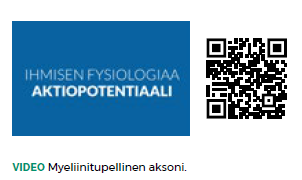 IHMISEN FYSIOLOGIAA
AKTIOPOTENTIAALI
VIDEO Myeliinitupellinen aksoni.